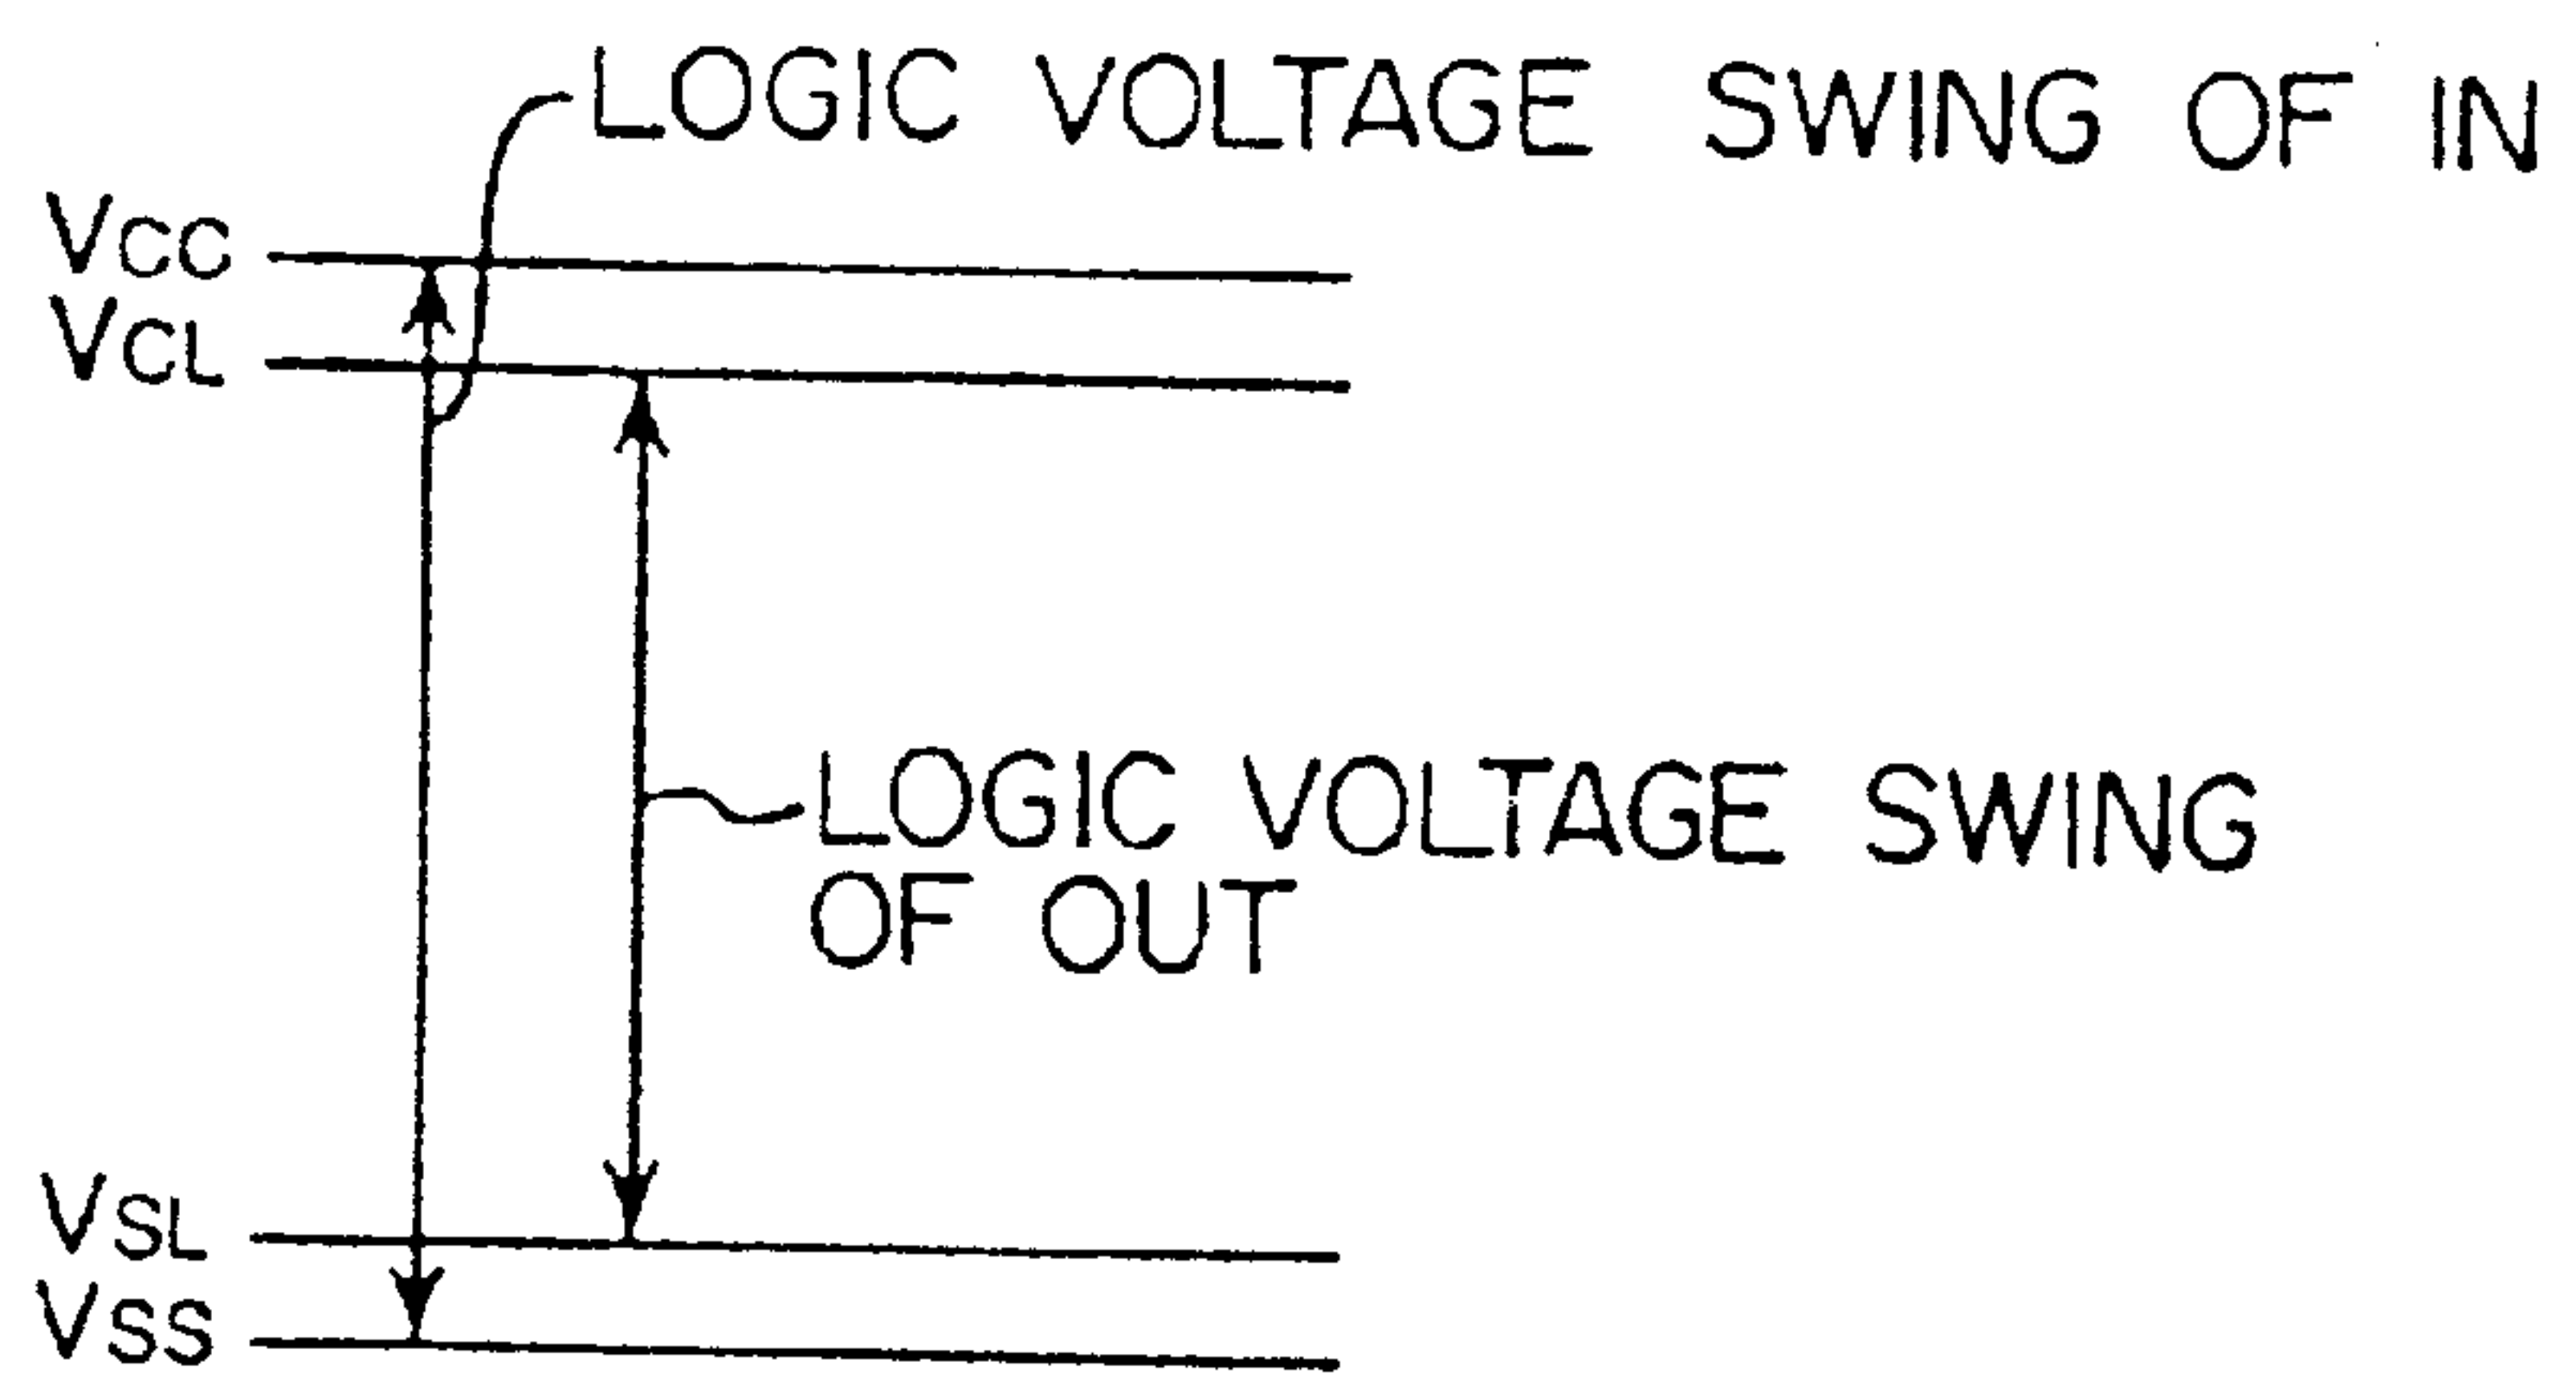 LOGIC VOLTAGE SWING OF IN
VCC
VCL
LOGIC VOLTAGE SWING
OF OUT
VSL
VSS